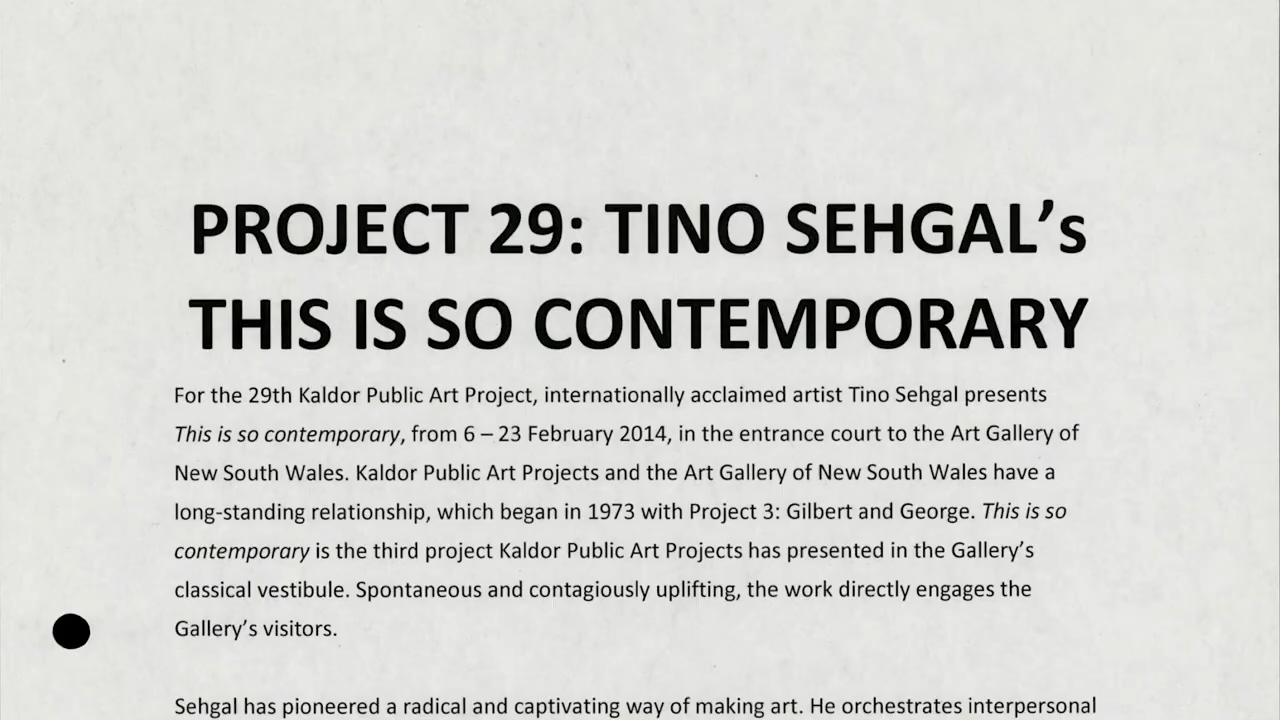 PROJECT 29: TINO SEHGAL’s
THIS IS SO CONTEMPORARY
For the 29th Kaldor Public Art Project, internationally acclaimed artist Tino Sehgal presents
This is so contemporary, from 6 – 23 February 2014, in the entrance court to the Art Gallery of
New South Wales. Kaldor Public Art Projects and the Art Gallery of New South Wales have a
long-standing relationship, which began in 1973 with Project 3: Gilbert and George. This is so
contemporary is the third project Kaldor Public Art Projects has presented in the Gallery’s
classical vestibule. Spontaneous and contagiously uplifting, the work directly engages the
Gallery’s visitors.
Sehgal has pioneered a radical and captivating way of making art. He orchestrates interpersonal